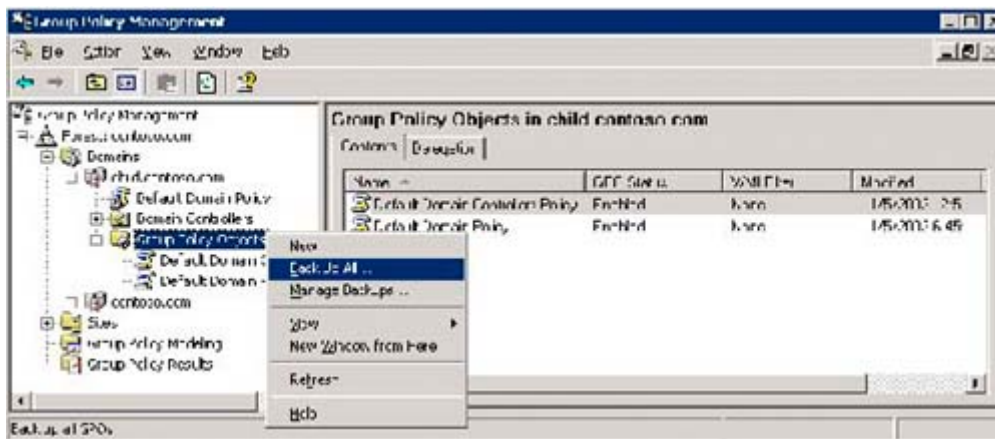 Group Policy Management
File Action View Window Help
Group Policy Management
Forest: contoso.com
Domains
child.contoso.com
Default Domain Policy
Domain Controllers
Group Policy Objects
Default Domain C
Default Domain
contoso.com
Sites
Group Policy Modeling
Group Policy Results
Group Policy Objects in child.contoso.com
Contents Delegation
Name GPO Status WMI Filter Modified
Default Domain Controllers Policy Enabled None
Default Domain Policy Enabled None
New
Back Up All ...
Manage Backups ...
View
New Window from Here
Refresh
Help
Back up all GPOs